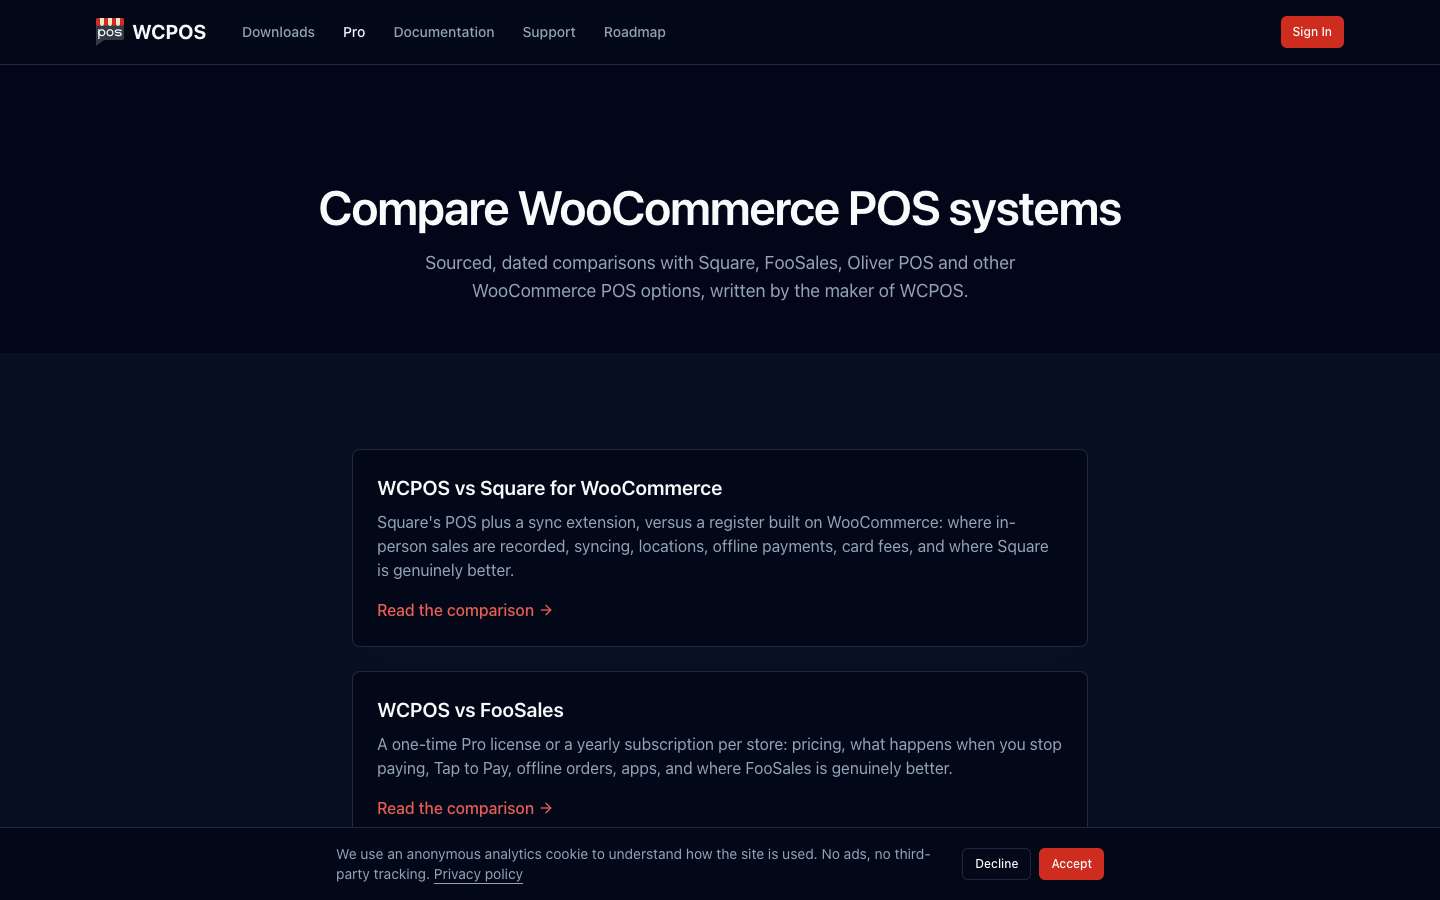 pos WCPOS Downloads Pro Documentation Support Roadmap Sign In
Compare WooCommerce POS systems
Sourced, dated comparisons with Square, FooSales, Oliver POS and other
WooCommerce POS options, written by the maker of WCPOS.
WCPOS vs Square for WooCommerce
Square's POS plus a sync extension, versus a register built on WooCommerce: where in-
person sales are recorded, syncing, locations, offline payments, card fees, and where Square
is genuinely better.
Read the comparison →
WCPOS vs FooSales
A one-time Pro license or a yearly subscription per store: pricing, what happens when you stop
paying, Tap to Pay, offline orders, apps, and where FooSales is genuinely better.
Read the comparison →
We use an anonymous analytics cookie to understand how the site is used. No ads, no third-
party tracking. Privacy policy
Decline Accept